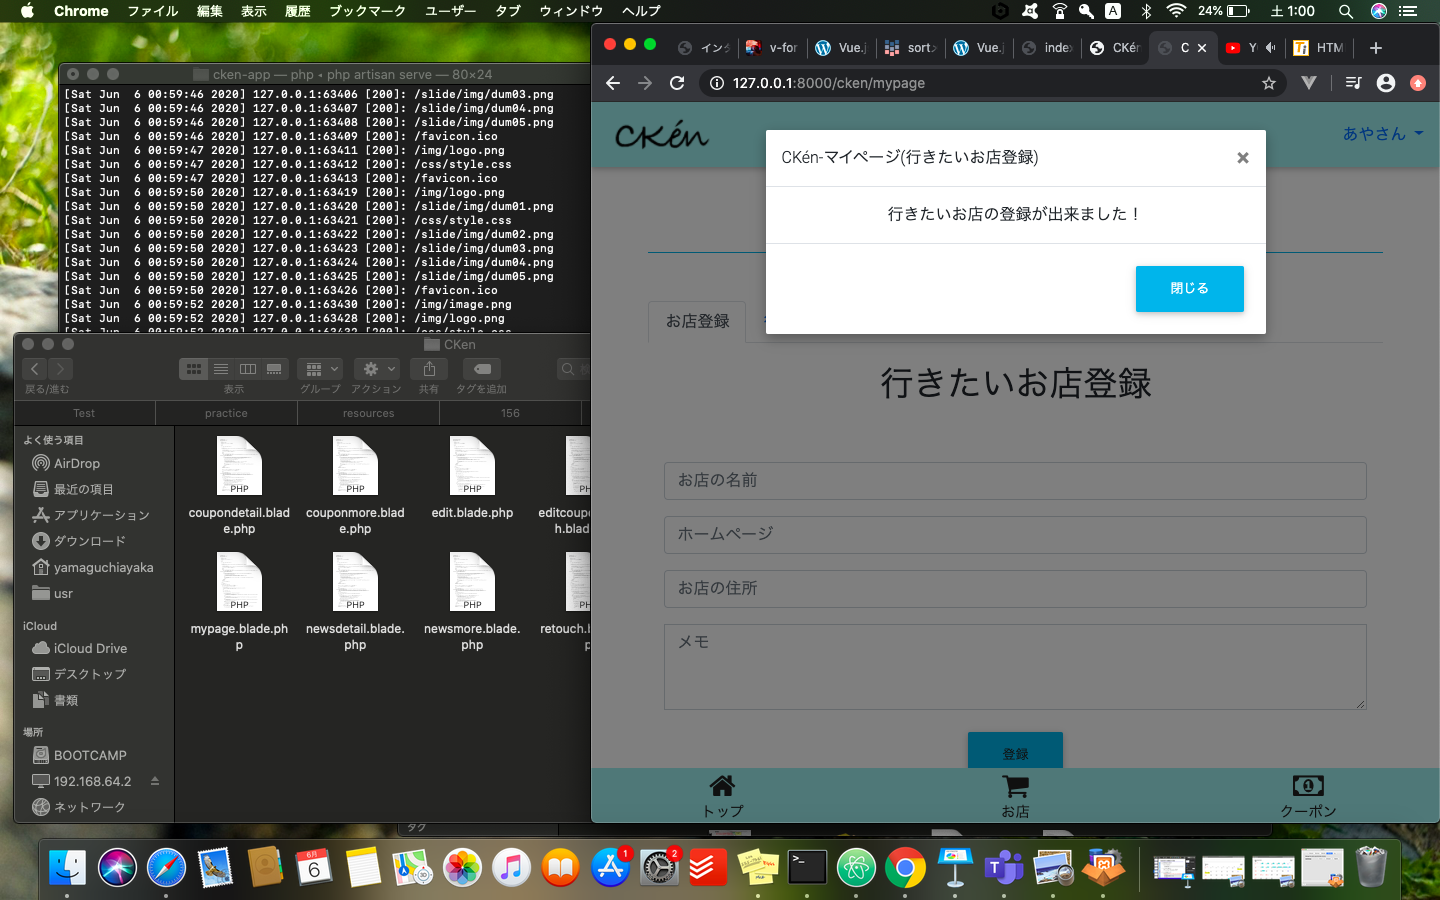 Chrome ファイル 編集 表示 履歴 ブックマーク ユーザー タブ ウィンドウ ヘルプ
A 24% 土 1:00
cken-app — php ◂ php artisan serve — 80×24
[Sat Jun  6 00:59:46 2020] 127.0.0.1:63406 [200]: /slide/img/dum03.png
[Sat Jun  6 00:59:46 2020] 127.0.0.1:63407 [200]: /slide/img/dum04.png
[Sat Jun  6 00:59:46 2020] 127.0.0.1:63408 [200]: /slide/img/dum05.png
[Sat Jun  6 00:59:46 2020] 127.0.0.1:63409 [200]: /favicon.ico
[Sat Jun  6 00:59:47 2020] 127.0.0.1:63411 [200]: /img/logo.png
[Sat Jun  6 00:59:47 2020] 127.0.0.1:63412 [200]: /css/style.css
[Sat Jun  6 00:59:47 2020] 127.0.0.1:63413 [200]: /favicon.ico
[Sat Jun  6 00:59:50 2020] 127.0.0.1:63419 [200]: /img/logo.png
[Sat Jun  6 00:59:50 2020] 127.0.0.1:63420 [200]: /slide/img/dum01.png
[Sat Jun  6 00:59:50 2020] 127.0.0.1:63421 [200]: /css/style.css
[Sat Jun  6 00:59:50 2020] 127.0.0.1:63422 [200]: /slide/img/dum02.png
[Sat Jun  6 00:59:50 2020] 127.0.0.1:63423 [200]: /slide/img/dum03.png
[Sat Jun  6 00:59:50 2020] 127.0.0.1:63424 [200]: /slide/img/dum04.png
[Sat Jun  6 00:59:50 2020] 127.0.0.1:63425 [200]: /slide/img/dum05.png
[Sat Jun  6 00:59:50 2020] 127.0.0.1:63426 [200]: /favicon.ico
[Sat Jun  6 00:59:52 2020] 127.0.0.1:63430 [200]: /img/image.png
[Sat Jun  6 00:59:52 2020] 127.0.0.1:63428 [200]: /img/logo.png
[Sat Jun  6 00:59:52 2020] 127.0.0.1:63432 [200]: /css/style.css
CKen
戻る/進む 表示 グループ アクション 共有 タグを追加
Test practice resources 156
よく使う項目
AirDrop
最近の項目
アプリケーション
ダウンロード
yamaguchiayaka
usr
iCloud
iCloud Drive
デスクトップ
書類
場所
BOOTCAMP
192.168.64.2
ネットワーク
タグ
PHP PHP PHP
coupondetail.blad
e.php
couponmore.blad
e.php
edit.blade.php
editcoupo
h.blad
PHP PHP PHP
mypage.blade.ph
p
newsdetail.blade.
php
newsmore.blade.
php
retouch.b
php
イン v-for Vue.j sort. Vue.j index CKér C HTM
127.0.0.1:8000/cken/mypage
CKén
あやさん
CKén-マイページ(行きたいお店登録)
×
行きたいお店の登録が出来ました！
閉じる
お店登録
行きたいお店登録
お店の名前
ホームページ
お店の住所
メモ
登録
トップ お店 クーポン
6月
6
1
2